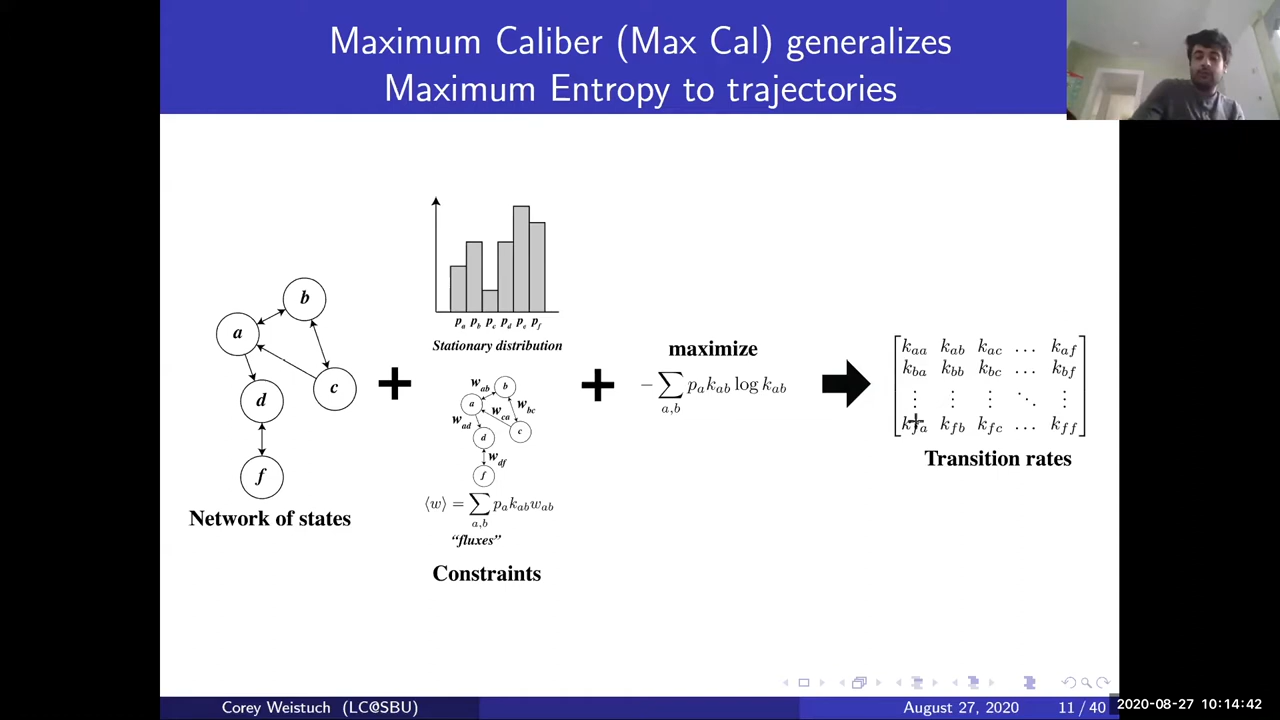 Maximum Caliber (Max Cal) generalizes
Maximum Entropy to trajectories
a
b
c
d
f
Network of states
+
p_a p_b p_c p_d p_e p_f
Stationary distribution
w_ab
w_bc
w_ca
w_ad
w_df
a
b
c
d
f
⟨w⟩ = ∑_{a,b} p_a k_ab w_ab
“fluxes”
Constraints
+
maximize
− ∑_{a,b} p_a k_ab log k_ab
k_aa k_ab k_ac … k_af
k_ba k_bb k_bc … k_bf
⋮ ⋮ ⋮ ⋱ ⋮
k_fa k_fb k_fc … k_ff
Transition rates
Corey Weistuch (LC@SBU)
August 27, 2020
11 / 40
2020-08-27 10:14:42